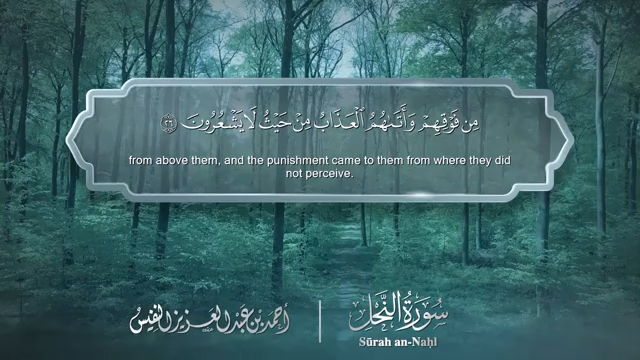 مِن فَوْقِهِمْ وَأَتَىٰهُمُ ٱلْعَذَابُ مِنْ حَيْثُ لَا يَشْعُرُونَ ٢٦
from above them, and the punishment came to them from where they did
not perceive.
سُورَةُ النَّحْلِ
Sūrah an-Naḥl
أحمد بن عبد العزيز النفيس